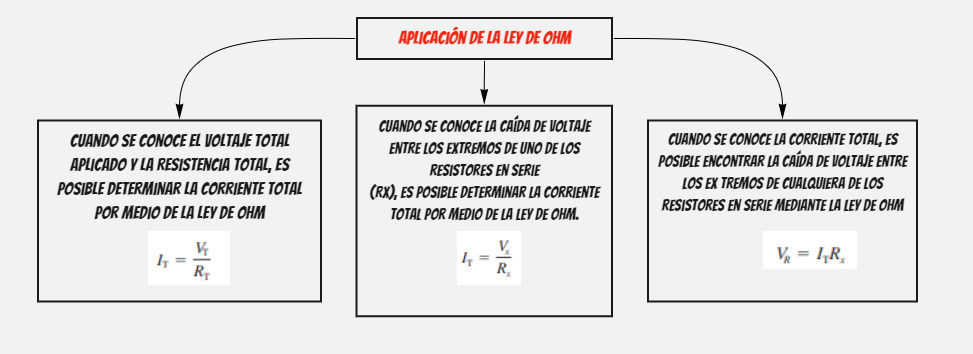 APLICACIÓN DE LA LEY DE OHM
CUANDO SE CONOCE EL VOLTAJE TOTAL
APLICADO Y LA RESISTENCIA TOTAL, ES
POSIBLE DETERMINAR LA CORRIENTE TOTAL
POR MEDIO DE LA LEY DE OHM
I_T = V_T / R_T
CUANDO SE CONOCE LA CAÍDA DE VOLTAJE
ENTRE LOS EXTREMOS DE UNO DE LOS
RESISTORES EN SERIE
(RX), ES POSIBLE DETERMINAR LA CORRIENTE
TOTAL POR MEDIO DE LA LEY DE OHM.
I_T = V_x / R_x
CUANDO SE CONOCE LA CORRIENTE TOTAL, ES
POSIBLE ENCONTRAR LA CAÍDA DE VOLTAJE ENTRE
LOS EX TREMOS DE CUALQUIERA DE LOS
RESISTORES EN SERIE MEDIANTE LA LEY DE OHM
V_R = I_T R_x